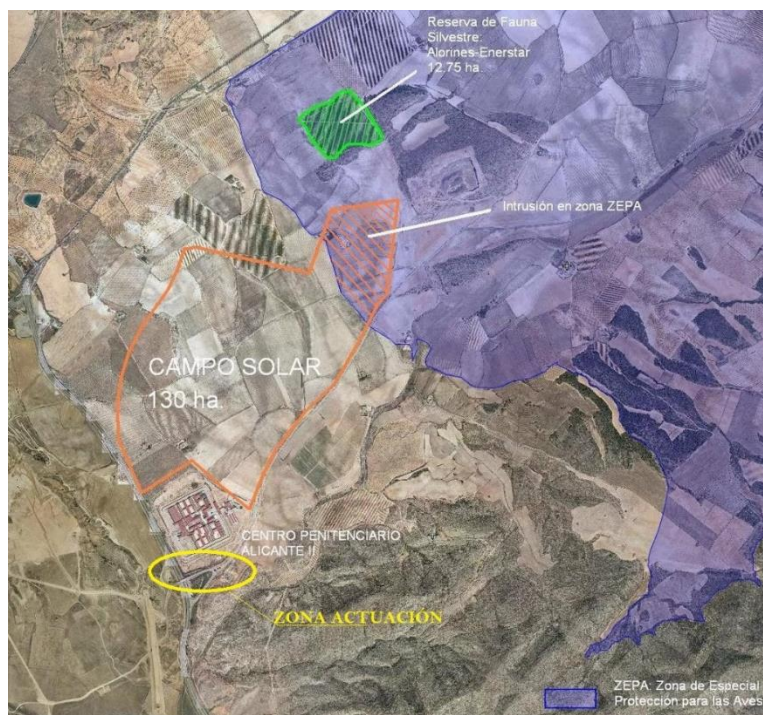 Reserva de Fauna
Silvestre:
Alorines-Enerstar
12.75 ha.
Intrusión en zona ZEPA
CAMPO SOLAR
130 ha.
CENTRO PENITENCIARIO
ALICANTE II
ZONA ACTUACIÓN
ZEPA: Zona de Especial
Protección para las Aves